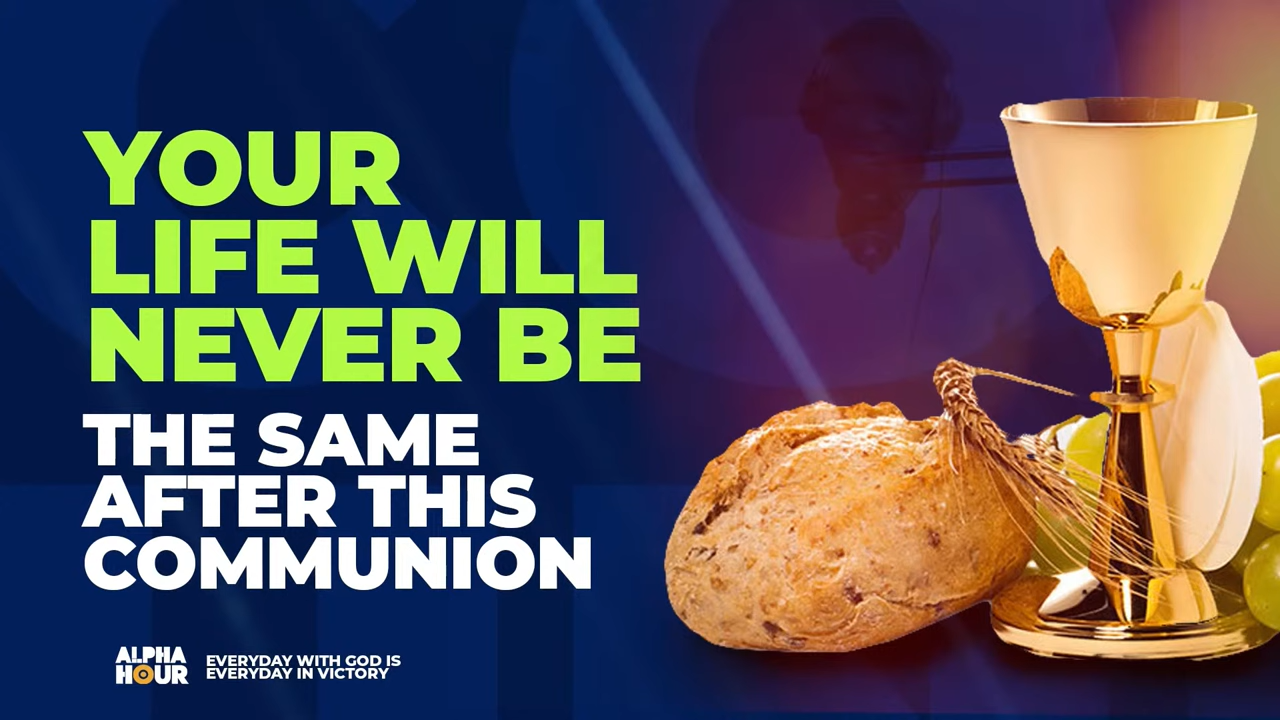 YOUR
LIFE WILL
NEVER BE
THE SAME
AFTER THIS
COMMUNION
ALPHA
HOUR
EVERYDAY WITH GOD IS
EVERYDAY IN VICTORY